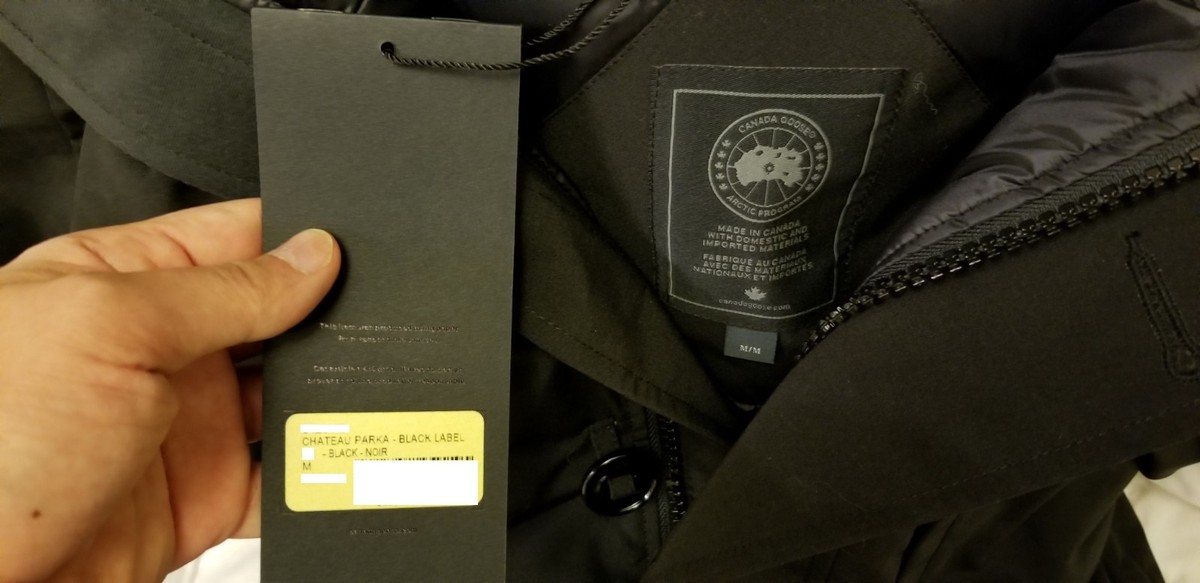 CHATEAU PARKA - BLACK LABEL
- BLACK - NOIR
M
CANADA GOOSE
ARCTIC PROGRAM
MADE IN CANADA
WITH DOMESTIC AND
IMPORTED MATERIALS
FABRIQUÉ AU CANADA
AVEC DES MATERIAUX
NATIONAUX ET IMPORTÉS
canadagoose.com
M/M